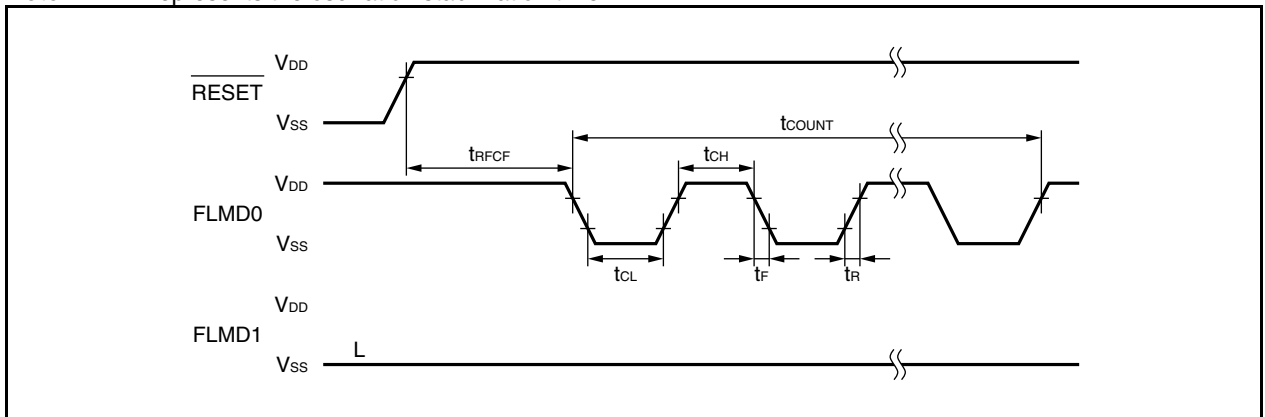 VDD
RESET
VSS
tCOUNT
tRFCF
tCH
VDD
FLMD0
VSS
tCL
tF
tR
VDD
FLMD1
L
VSS